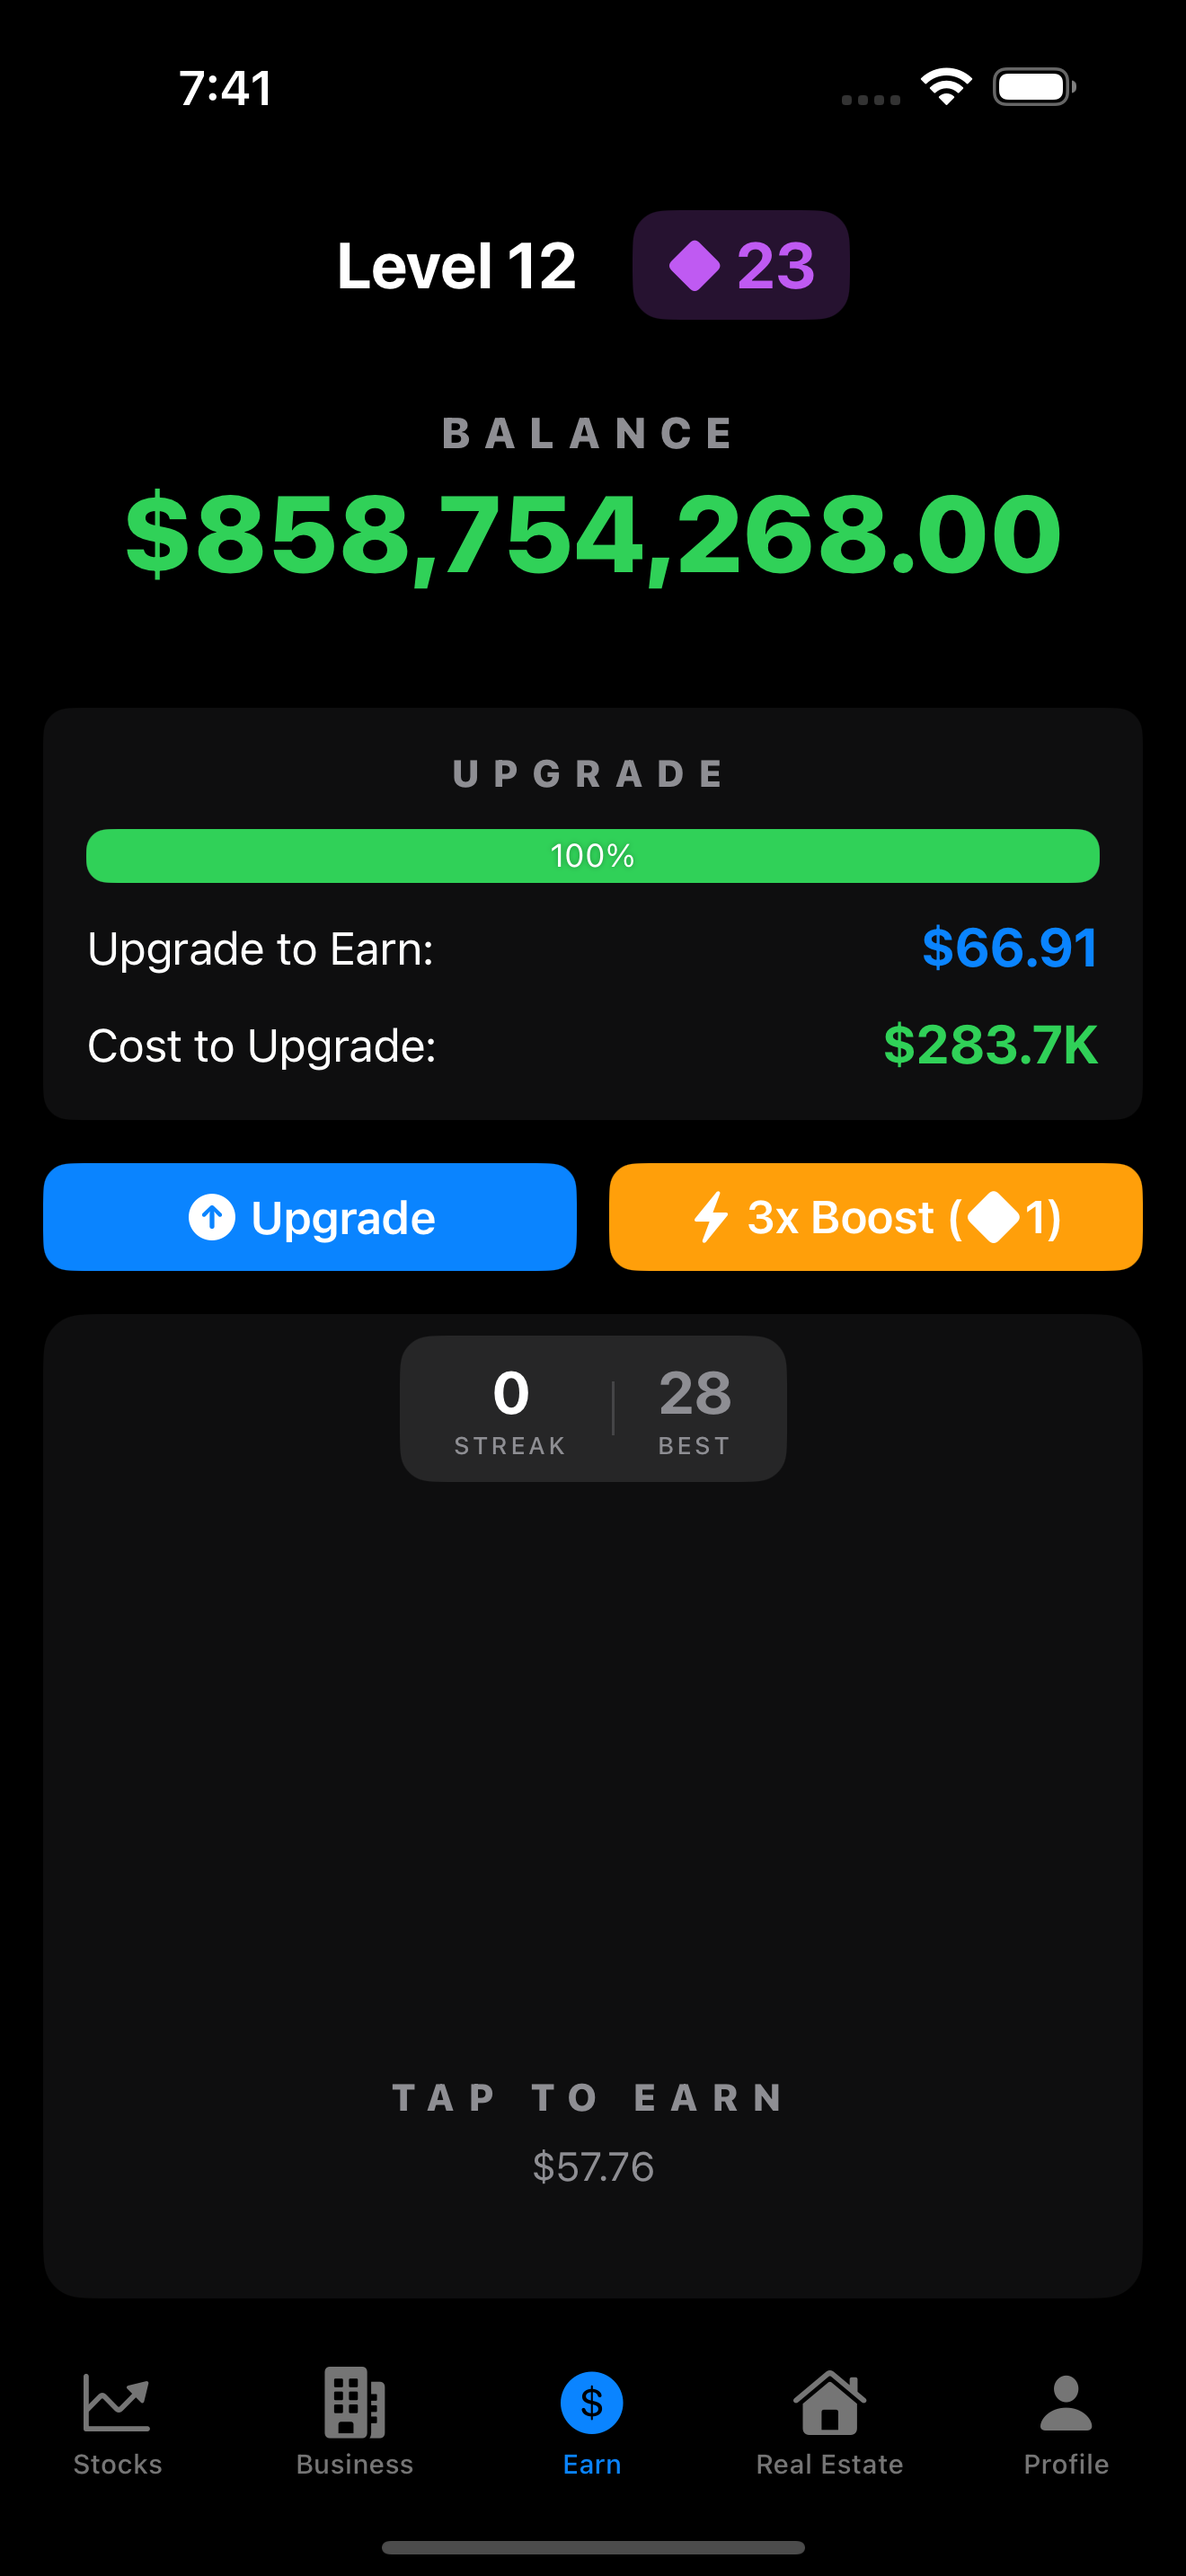 7:41
Level 12
23
BALANCE
$858,754,268.00
UPGRADE
100%
Upgrade to Earn: $66.91
Cost to Upgrade: $283.7K
Upgrade
3x Boost (1)
0 28
STREAK BEST
TAP TO EARN
$57.76
$
Stocks Business Earn Real Estate Profile